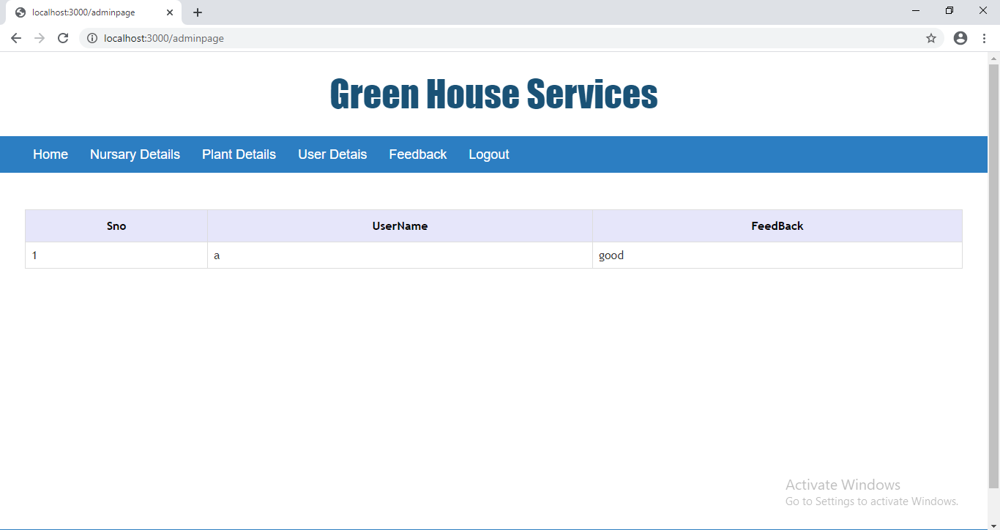 localhost:3000/adminpage
localhost:3000/adminpage
Green House Services
Home Nursary Details Plant Details User Detais Feedback Logout
Sno UserName FeedBack
1 a good
Activate Windows
Go to Settings to activate Windows.